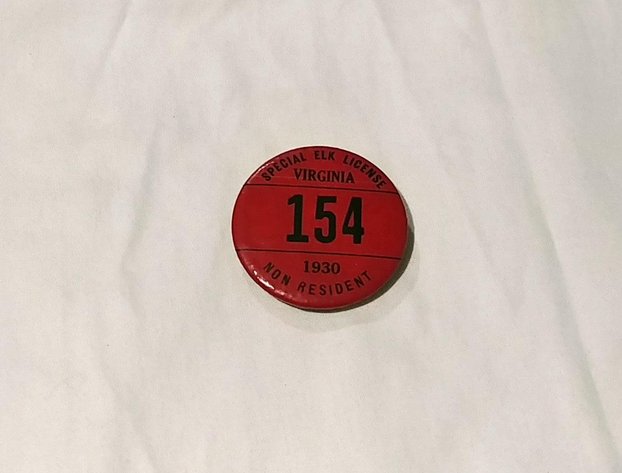 SPECIAL ELK LICENSE
VIRGINIA
154
1930
NON RESIDENT